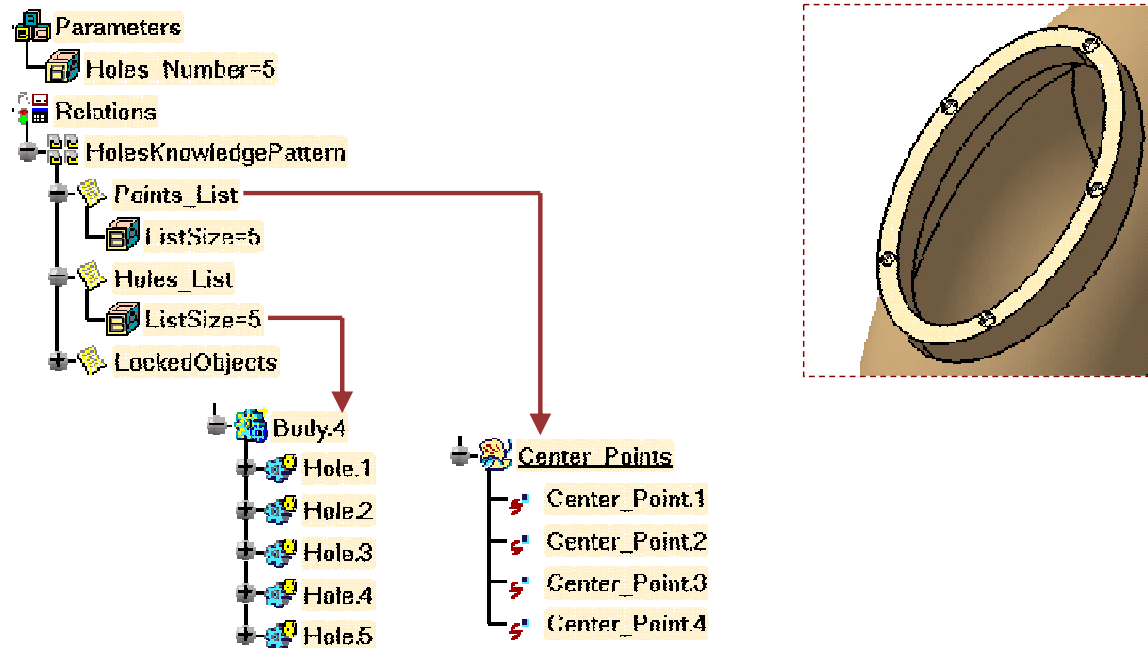 Parameters
Holes_Number=5
Relations
HolesKnowledgePattern
Points_List
ListSize=5
Holes_List
ListSize=5
LockedObjects
Body.4
Hole.1
Hole.2
Hole.3
Hole.4
Hole.5
Center_Points
Center_Point.1
Center_Point.2
Center_Point.3
Center_Point.4